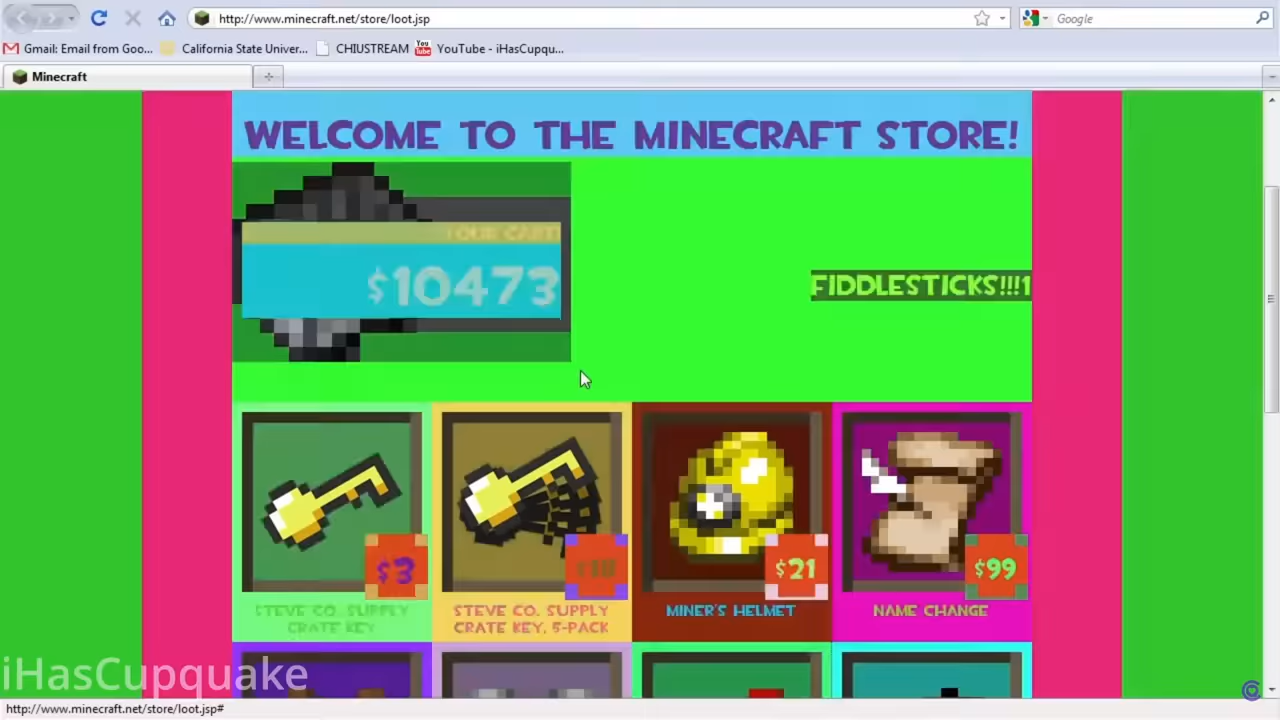 http://www.minecraft.net/store/loot.jsp
Google
Gmail: Email from Goo...
California State Univer...
CHIUSTREAM
You Tube
YouTube - iHasCupqu...
Minecraft
WELCOME TO THE MINECRAFT STORE!
YOUR CART!
$10473
FIDDLESTICKS!!!1
$3
$21
$99
STEVE CO. SUPPLY
CRATE KEY
STEVE CO. SUPPLY
CRATE KEY, 5-PACK
MINER'S HELMET
NAME CHANGE
iHasCupquake
http://www.minecraft.net/store/loot.jsp#